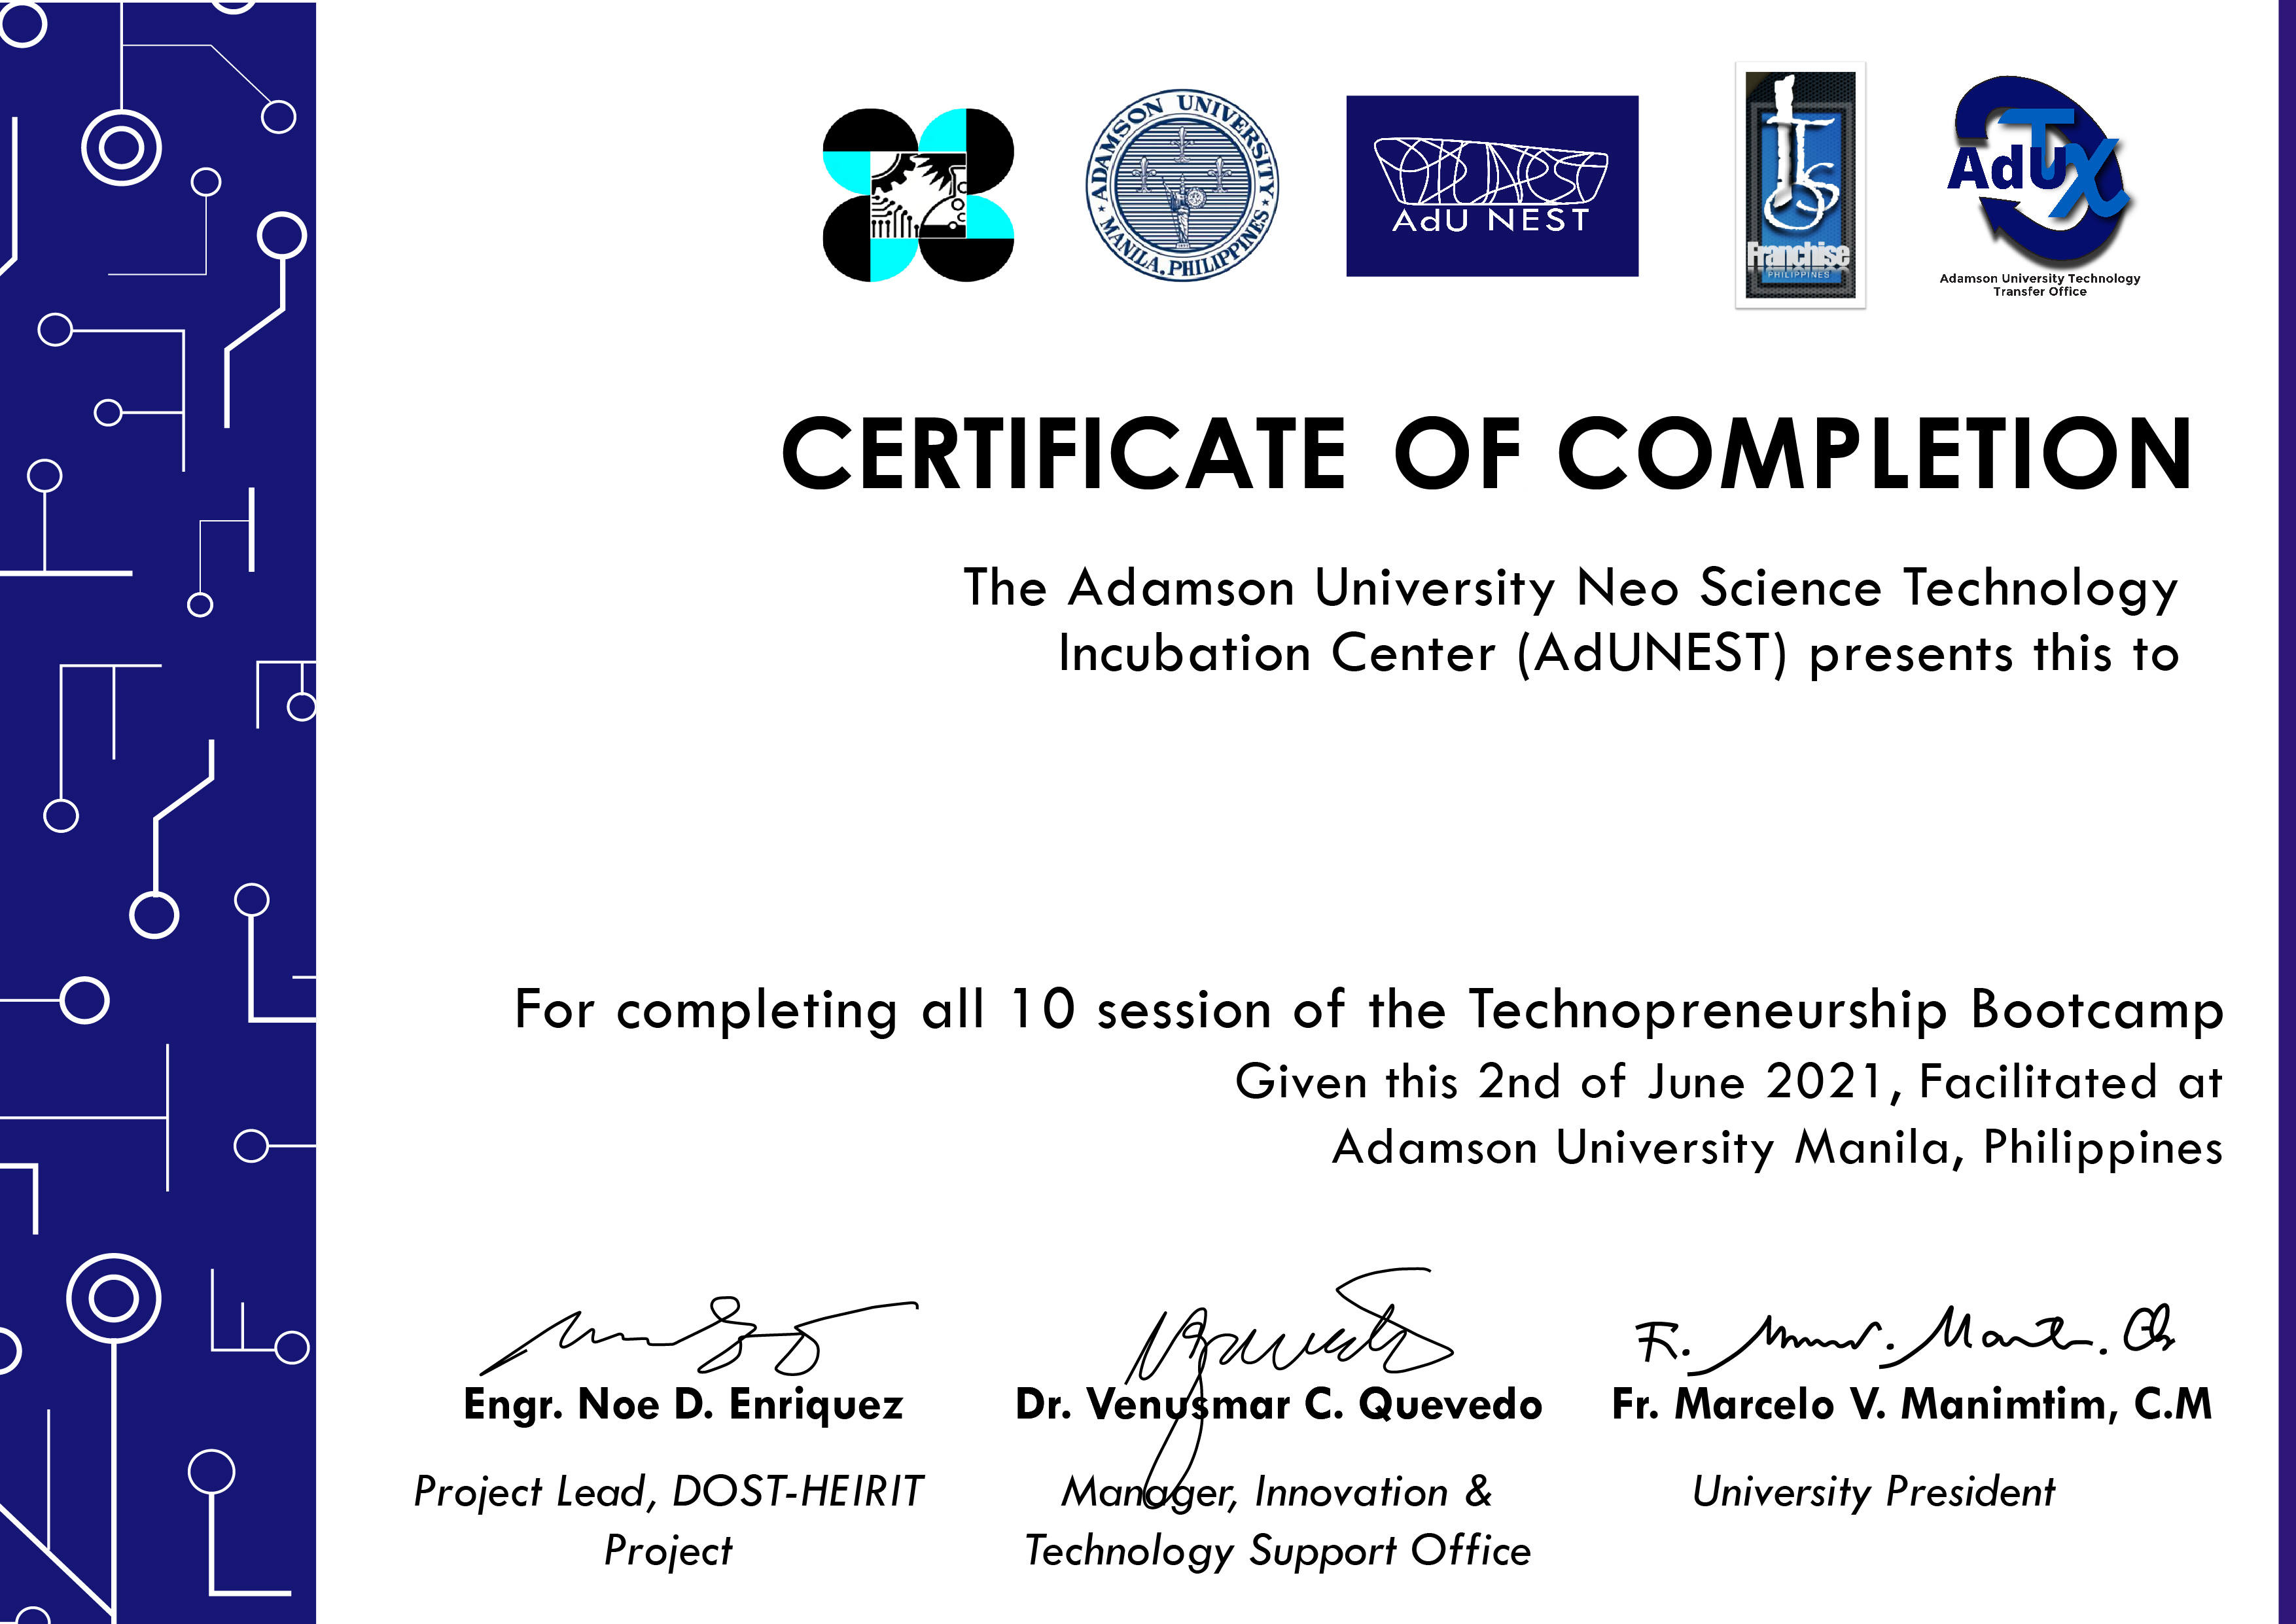 ADAMSON UNIVERSITY
MANILA, PHILIPPINES
AdU NEST
Franchise
PHILIPPINES
AdU TX
Adamson University Technology
Transfer Office
CERTIFICATE OF COMPLETION
The Adamson University Neo Science Technology
Incubation Center (AdUNEST) presents this to
For completing all 10 session of the Technopreneurship Bootcamp
Given this 2nd of June 2021, Facilitated at
Adamson University Manila, Philippines
Engr. Noe D. Enriquez
Project Lead, DOST-HEIRIT
Project
Dr. Venusmar C. Quevedo
Manager, Innovation &
Technology Support Office
Fr. Marcelo V. Manimtim, C.M
University President